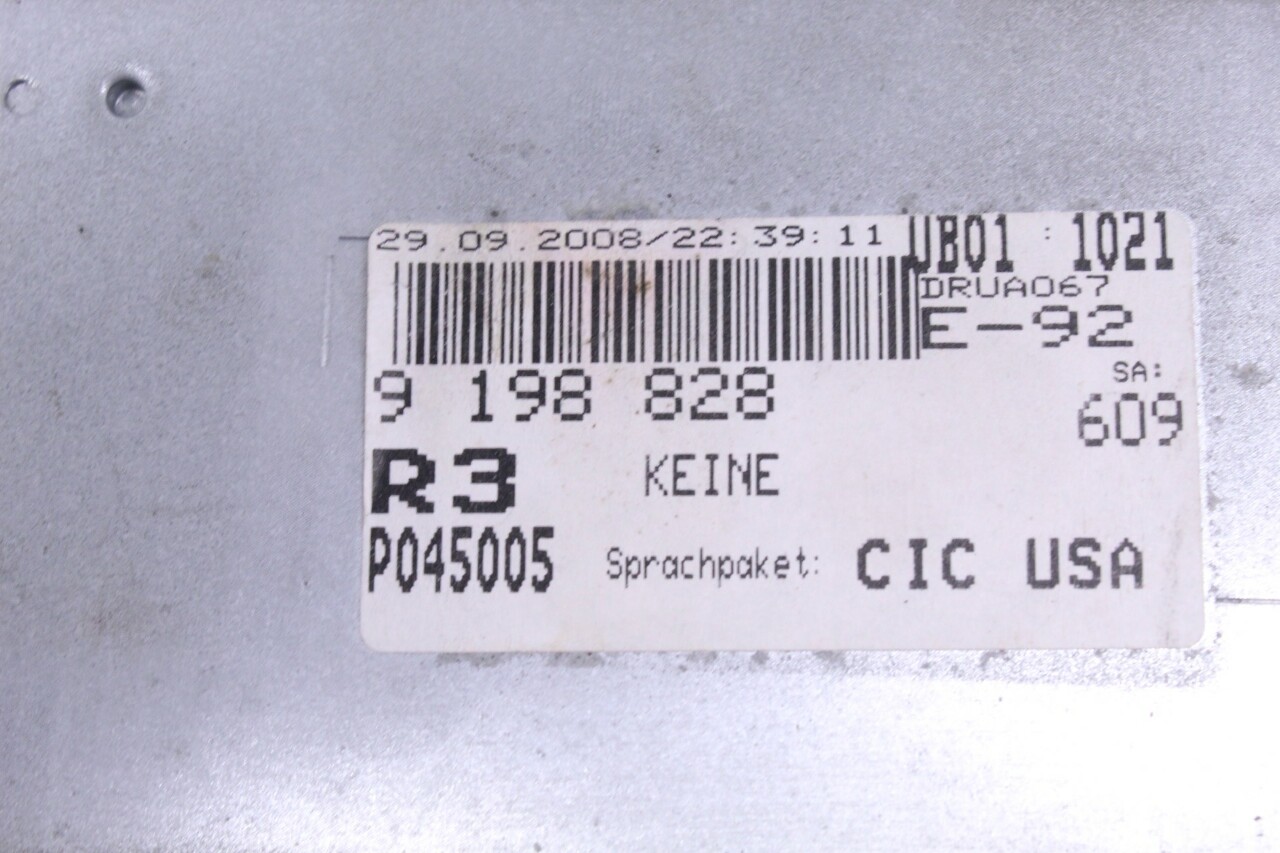 29.09.2008/22:39:11 UB01 : 1021
DRUA067
E-92
9 198 828
SA:
609
R3 KEINE
P045005 Sprachpaket: CIC USA